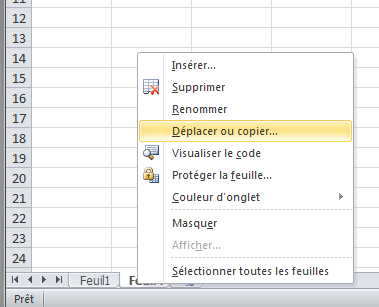 11
12
13
14
15
16
17
18
19
20
21
22
23
24
Insérer...
Supprimer
Renommer
Déplacer ou copier...
Visualiser le code
Protéger la feuille...
Couleur d'onglet
Masquer
Afficher...
Sélectionner toutes les feuilles
Feuil1
Prêt